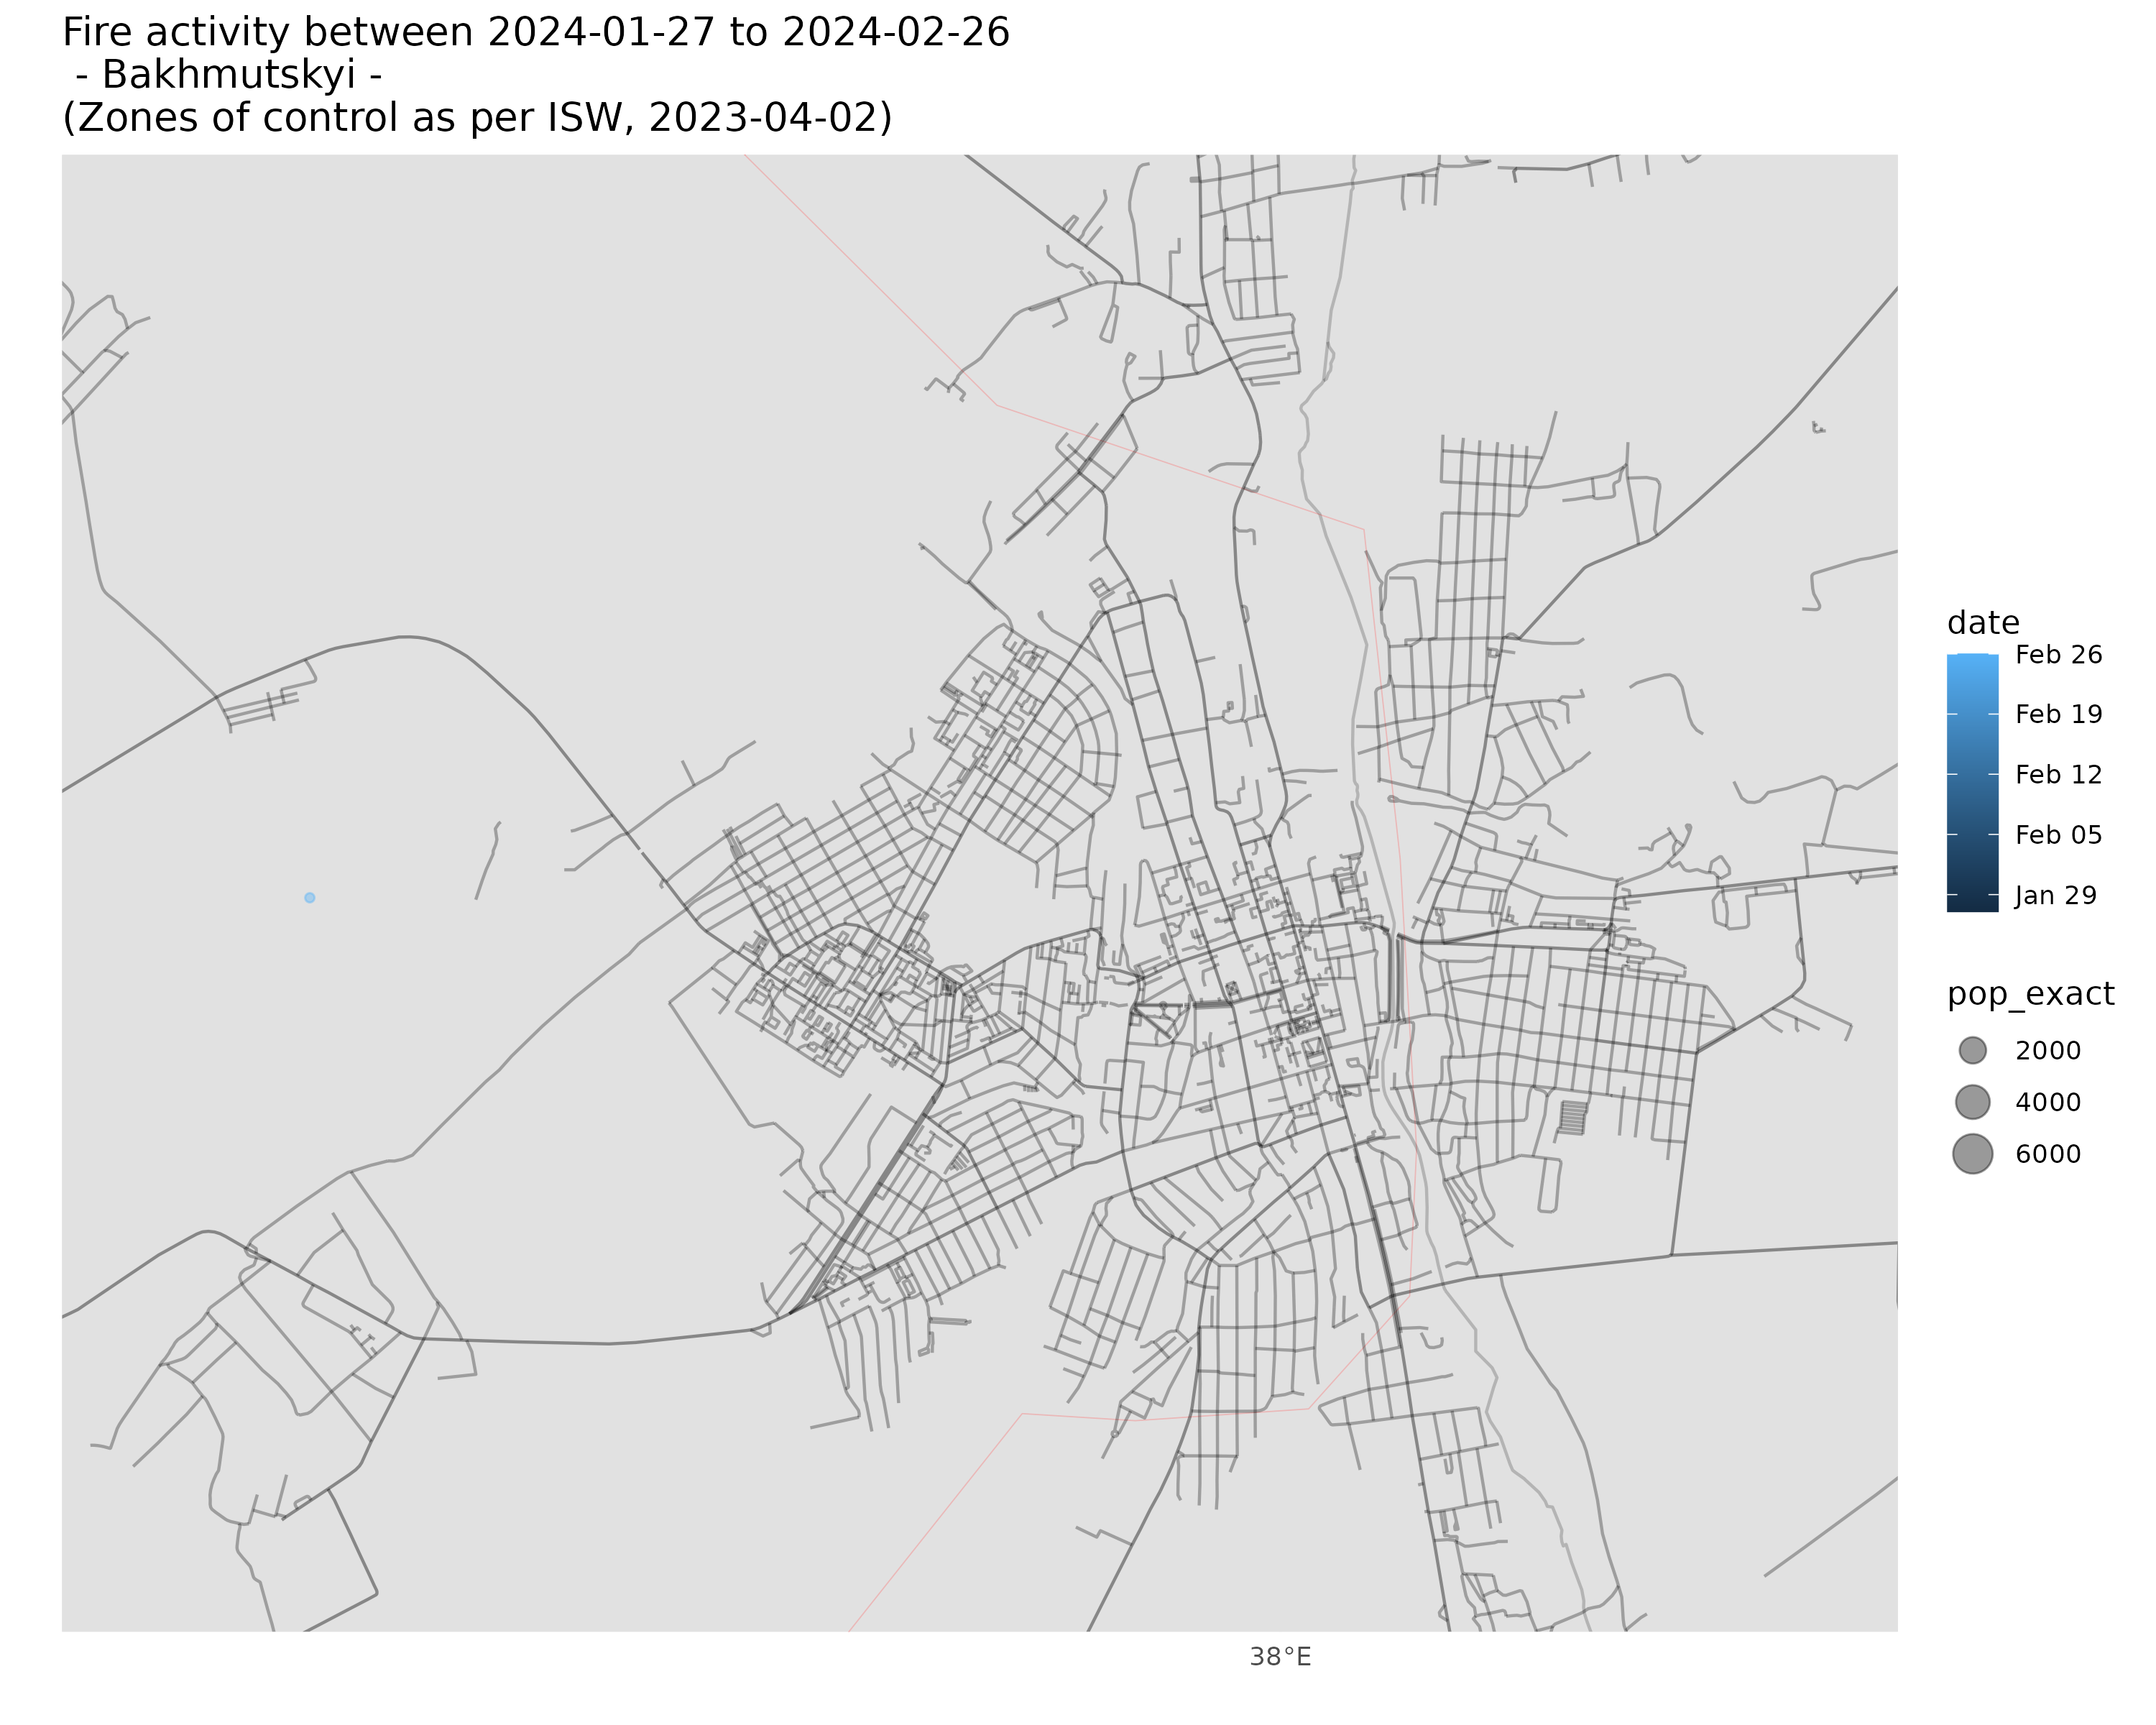 Fire activity between 2024-01-27 to 2024-02-26
- Bakhmutskyi -
(Zones of control as per ISW, 2023-04-02)
date
Feb 26
Feb 19
Feb 12
Feb 05
Jan 29
pop_exact
2000
4000
6000
38°E